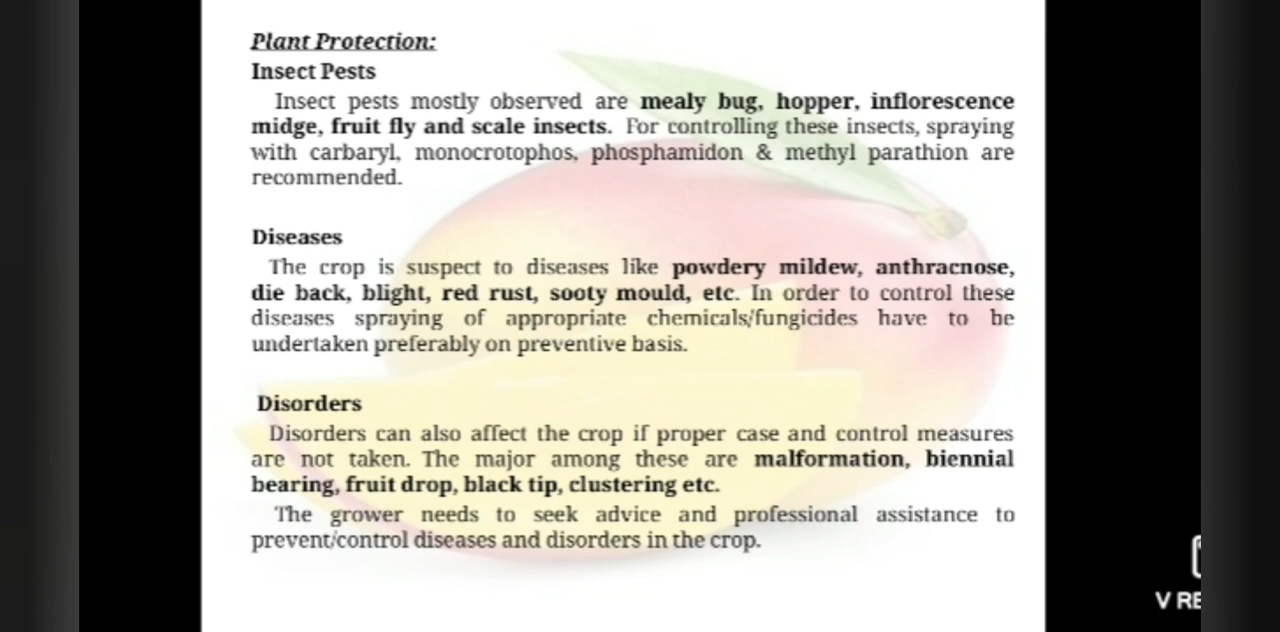 Plant Protection:
Insect Pests
Insect pests mostly observed are mealy bug, hopper, inflorescence
midge, fruit fly and scale insects. For controlling these insects, spraying
with carbaryl, monocrotophos, phosphamidon & methyl parathion are
recommended.
Diseases
The crop is suspect to diseases like powdery mildew, anthracnose,
die back, blight, red rust, sooty mould, etc. In order to control these
diseases spraying of appropriate chemicals/fungicides have to be
undertaken preferably on preventive basis.
Disorders
Disorders can also affect the crop if proper case and control measures
are not taken. The major among these are malformation, biennial
bearing, fruit drop, black tip, clustering etc.
The grower needs to seek advice and professional assistance to
prevent/control diseases and disorders in the crop.